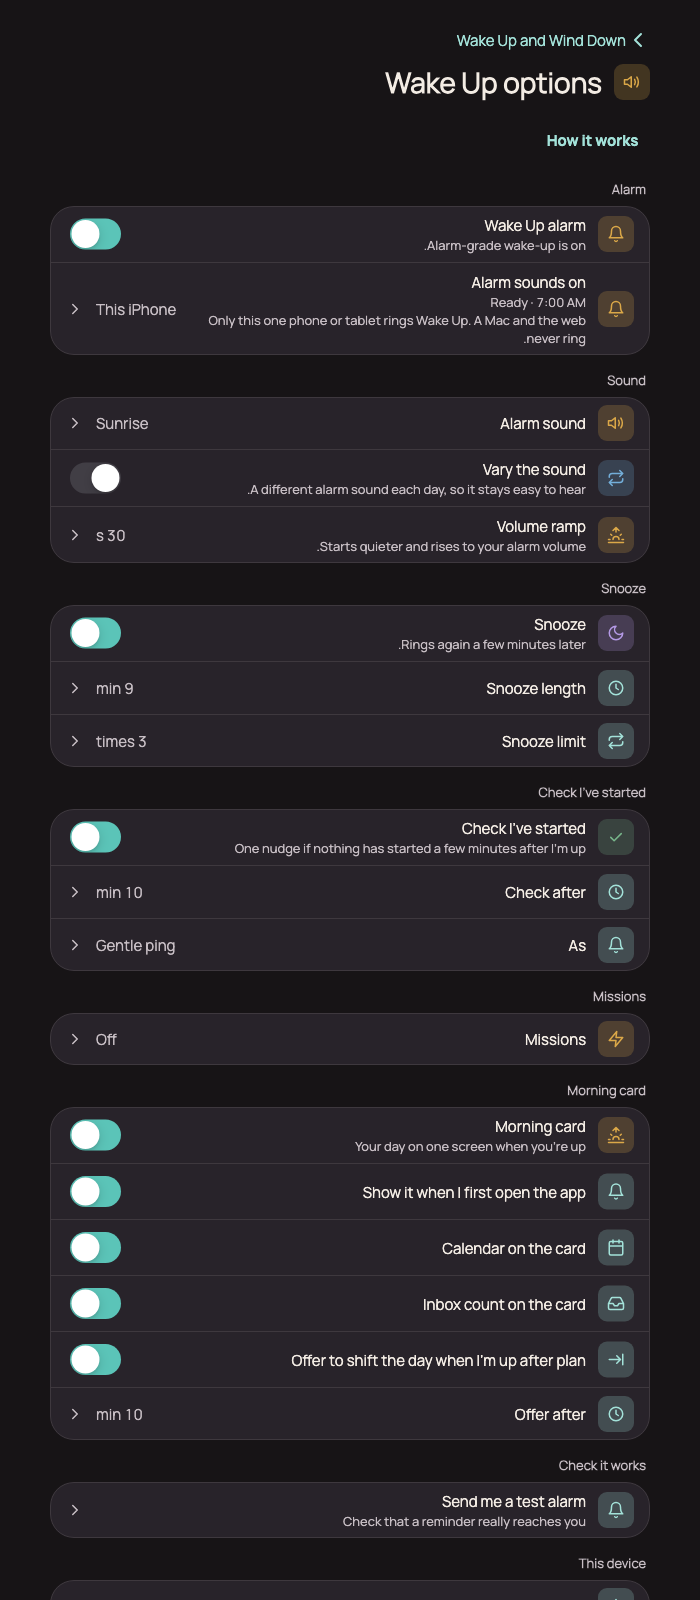 Wake Up and Wind Down
Wake Up options
How it works
Alarm
Wake Up alarm
.Alarm-grade wake-up is on
Alarm sounds on
Ready · 7:00 AM
Only this one phone or tablet rings Wake Up. A Mac and the web
.never ring
This iPhone
Sound
Alarm sound
Sunrise
Vary the sound
.A different alarm sound each day, so it stays easy to hear
Volume ramp
.Starts quieter and rises to your alarm volume
s 30
Snooze
Snooze
.Rings again a few minutes later
Snooze length
min 9
Snooze limit
times 3
Check I've started
Check I've started
One nudge if nothing has started a few minutes after I'm up
Check after
min 10
As
Gentle ping
Missions
Missions
Off
Morning card
Morning card
Your day on one screen when you're up
Show it when I first open the app
Calendar on the card
Inbox count on the card
Offer to shift the day when I'm up after plan
Offer after
min 10
Check it works
Send me a test alarm
Check that a reminder really reaches you
This device